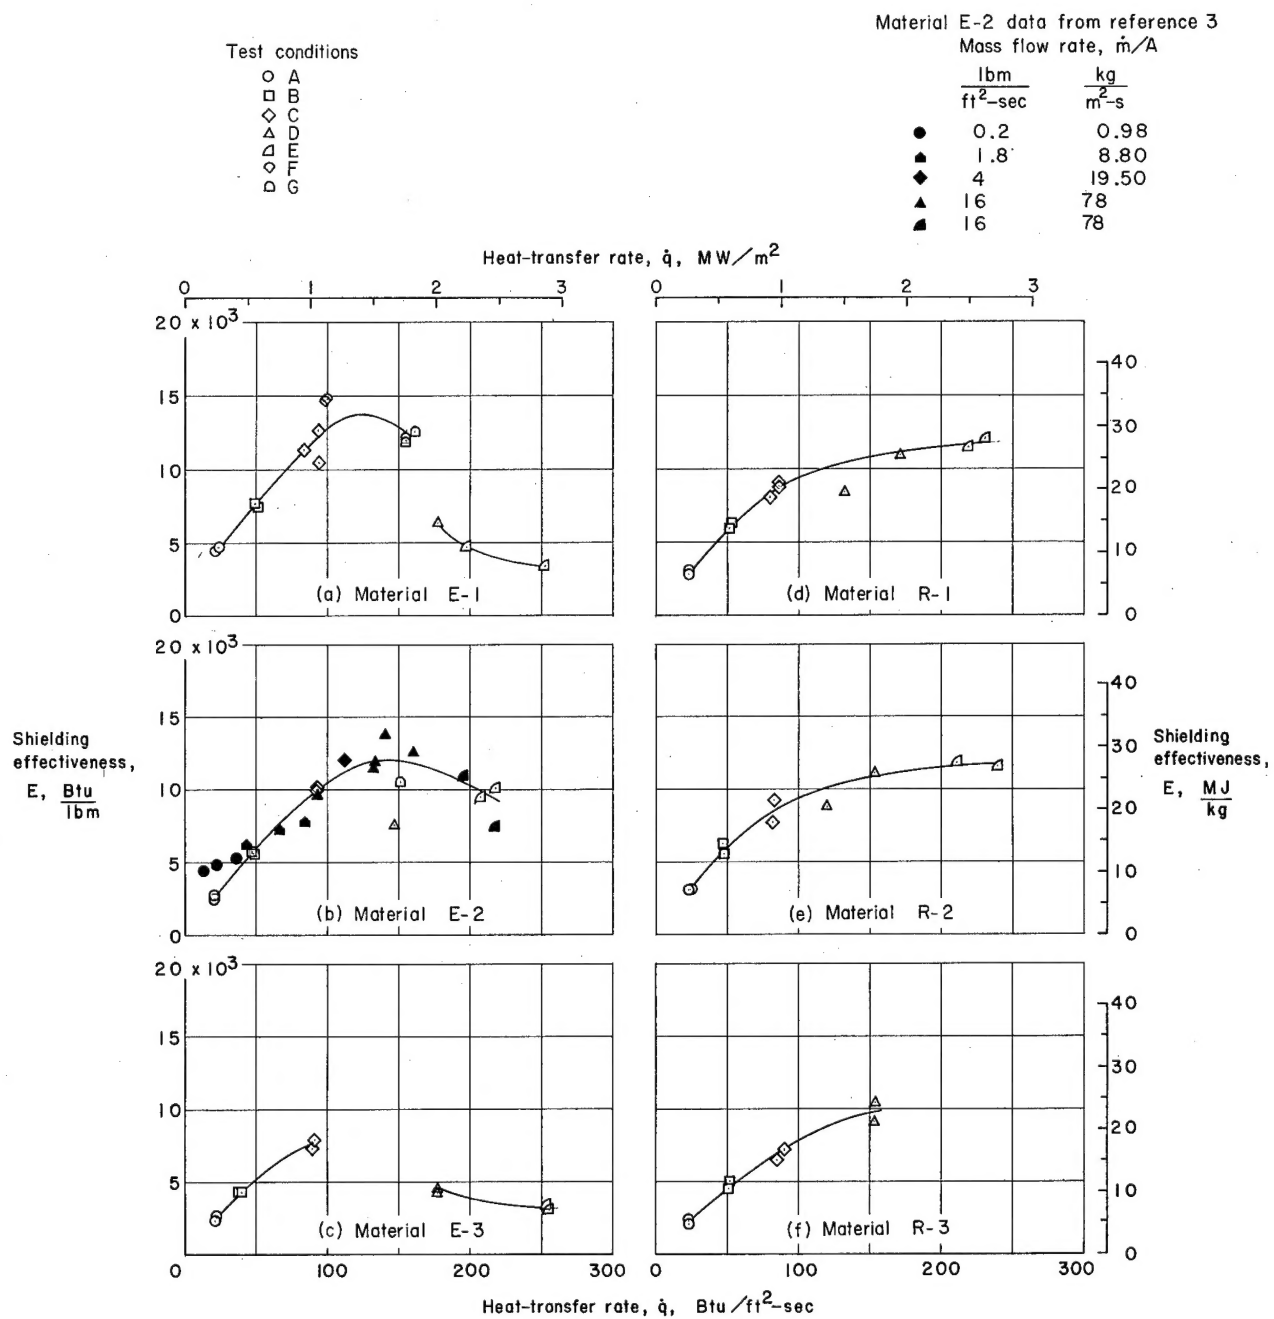 Test conditions
A
B
C
D
E
F
G
Material E-2 data from reference 3
Mass flow rate, ṁ/A
lbm kg
ft²-sec m²-s
0.2 0.98
1.8 8.80
4 19.50
16 78
16 78
Heat-transfer rate, q̇, MW/m²
0 1 2 3 0 1 2 3
20 x 10³
15
10
5
0
(a) Material E-1
40
30
20
10
0
(d) Material R-1
20 x 10³
15
10
5
0
(b) Material E-2
40
30
20
10
0
(e) Material R-2
Shielding
effectiveness,
E, Btu
lbm
Shielding
effectiveness,
E, MJ
kg
20 x 10³
15
10
5
(c) Material E-3
40
30
20
10
0
(f) Material R-3
0 100 200 300 0 100 200 300
Heat-transfer rate, q̇, Btu/ft²-sec